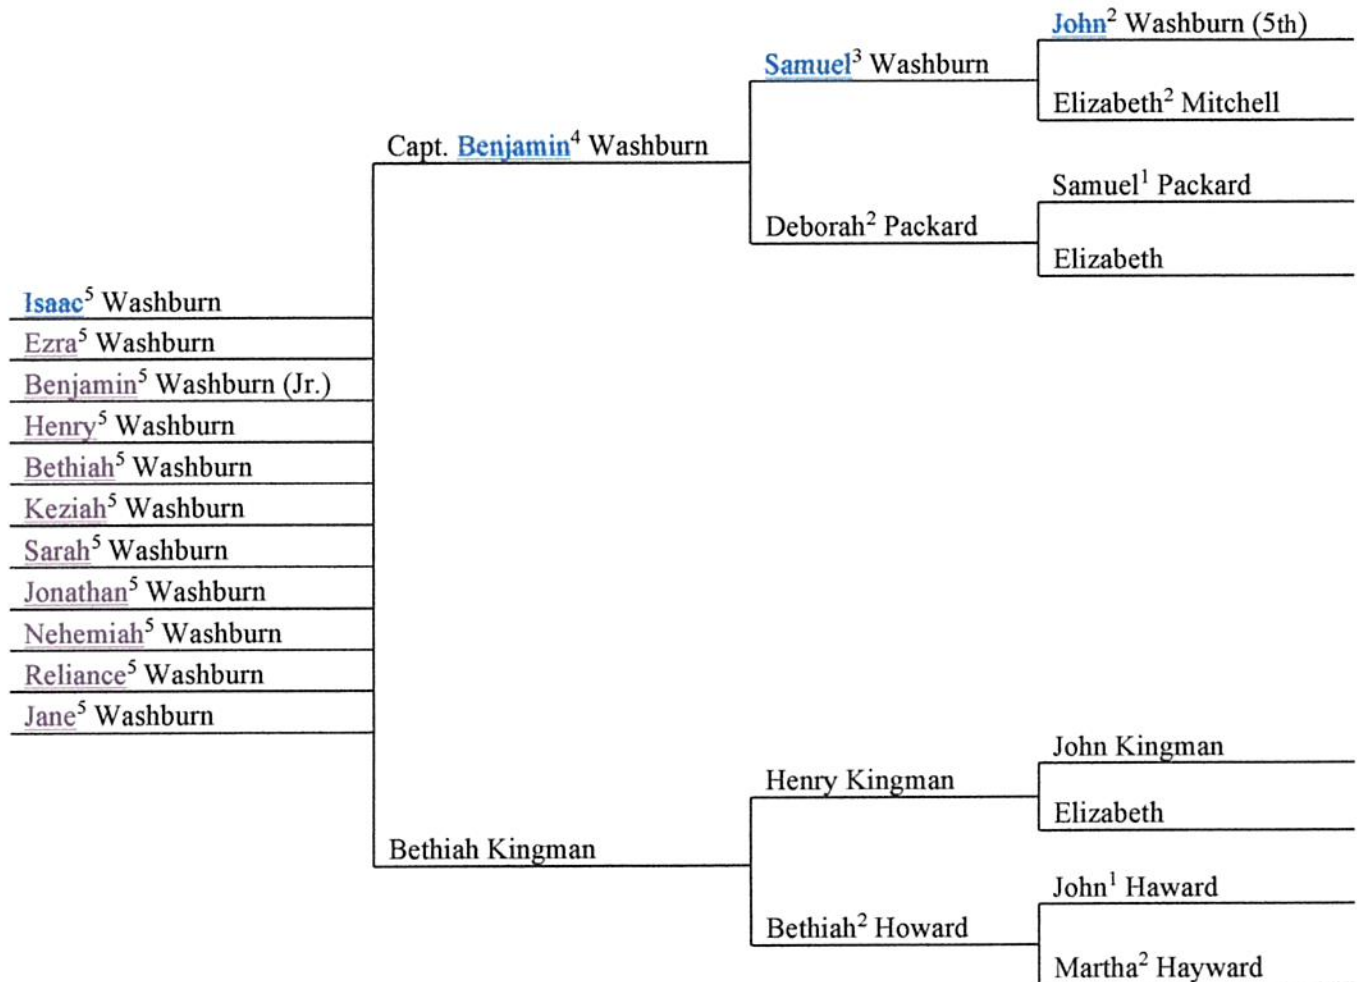 John² Washburn (5th)
Samuel³ Washburn
Elizabeth² Mitchell
Capt. Benjamin⁴ Washburn
Samuel¹ Packard
Deborah² Packard
Elizabeth
Isaac⁵ Washburn
Ezra⁵ Washburn
Benjamin⁵ Washburn (Jr.)
Henry⁵ Washburn
Bethiah⁵ Washburn
Keziah⁵ Washburn
Sarah⁵ Washburn
Jonathan⁵ Washburn
Nehemiah⁵ Washburn
Reliance⁵ Washburn
Jane⁵ Washburn
John Kingman
Henry Kingman
Elizabeth
Bethiah Kingman
John¹ Haward
Bethiah² Howard
Martha² Hayward